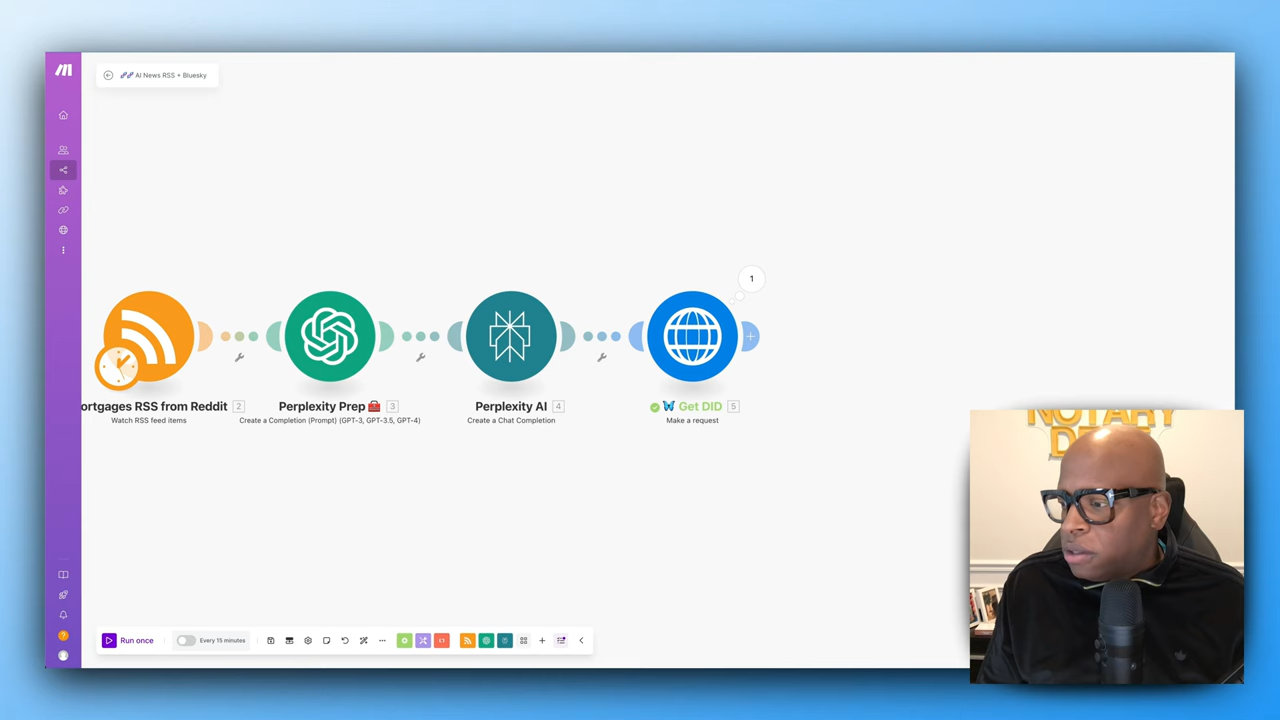 AI News RSS + Bluesky
1
ortgages RSS from Reddit 2
Watch RSS feed items
Perplexity Prep 3
Create a Completion (Prompt) (GPT-3, GPT-3.5, GPT-4)
Perplexity AI 4
Create a Chat Completion
Get DID 5
Make a request
NOTARY
Run once
Every 15 minutes